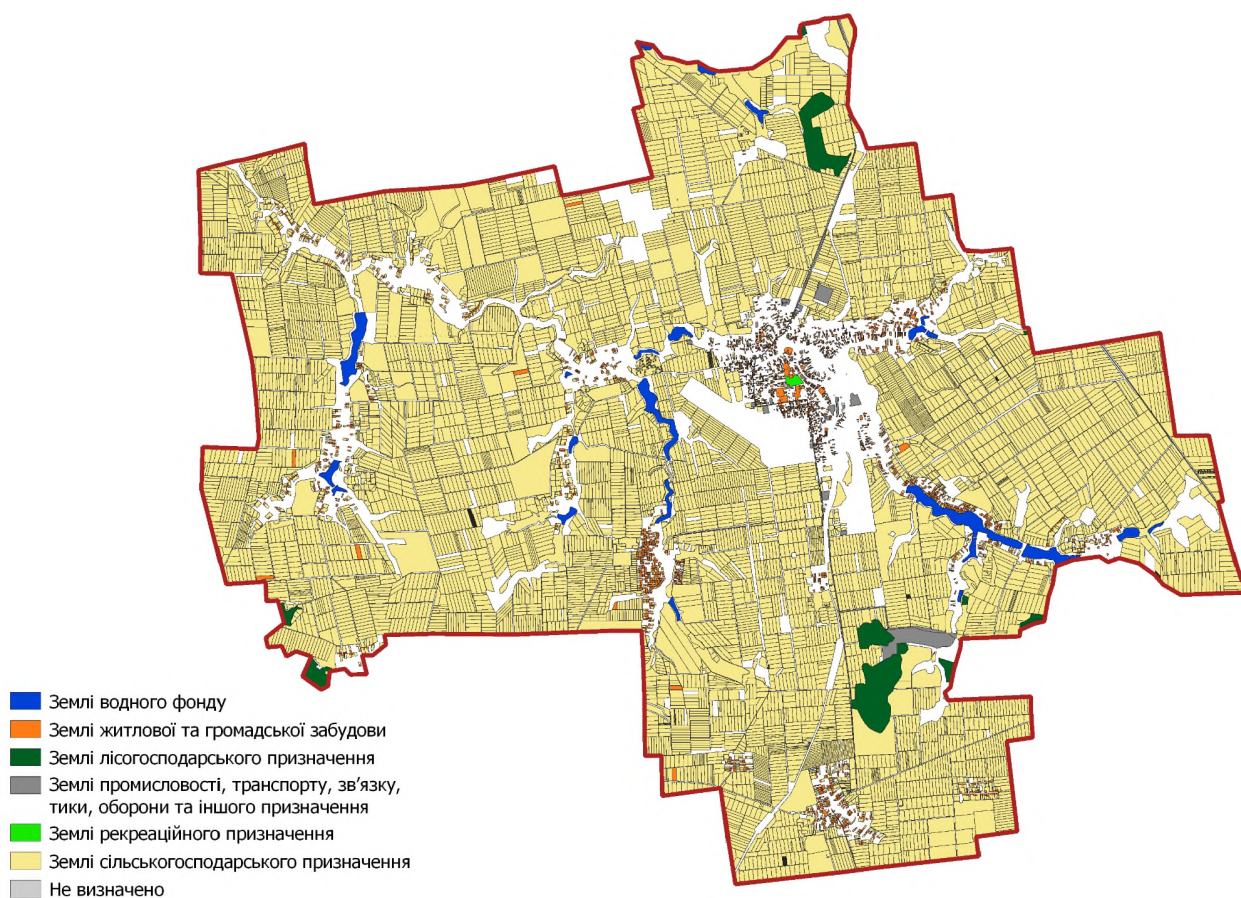 Землі водного фонду
Землі житлової та громадської забудови
Землі лісогосподарського призначення
Землі промисловості, транспорту, зв'язку,
тики, оборони та іншого призначення
Землі рекреаційного призначення
Землі сільськогосподарського призначення
Не визначено